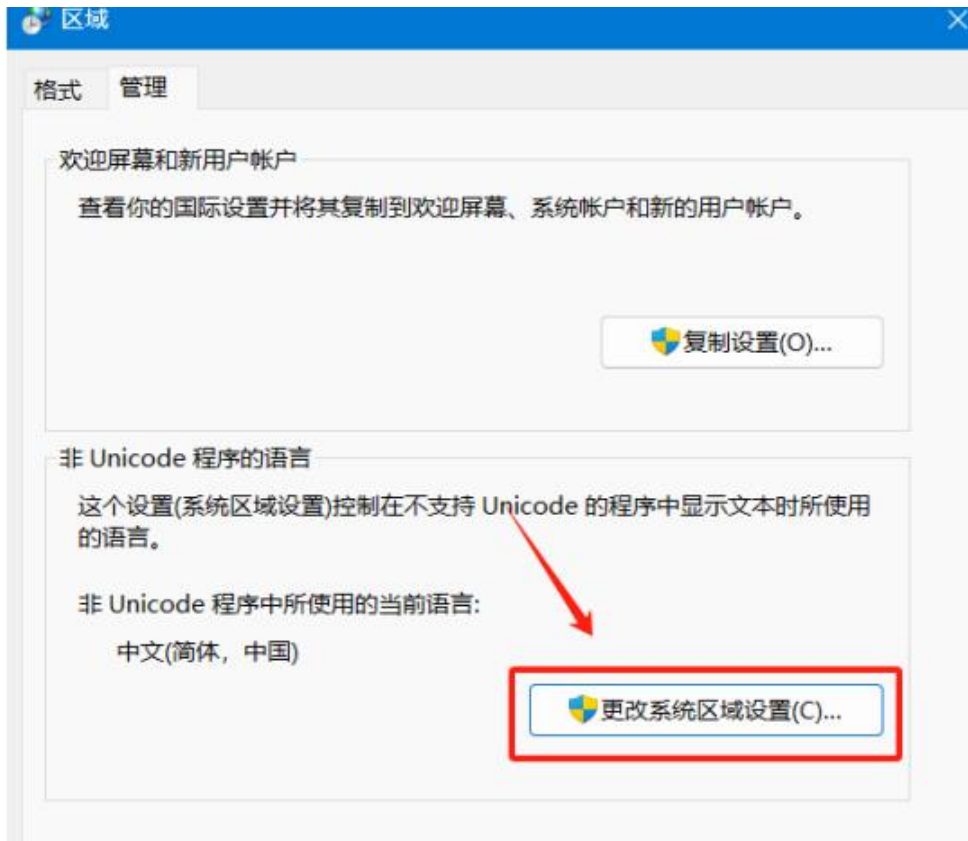 区域
格式 管理
欢迎屏幕和新用户帐户
查看你的国际设置并将其复制到欢迎屏幕、系统帐户和新的用户帐户。
复制设置(O)...
非 Unicode 程序的语言
这个设置(系统区域设置)控制在不支持 Unicode 的程序中显示文本时所使用
的语言。
非 Unicode 程序中所使用的当前语言:
中文(简体，中国)
更改系统区域设置(C)...